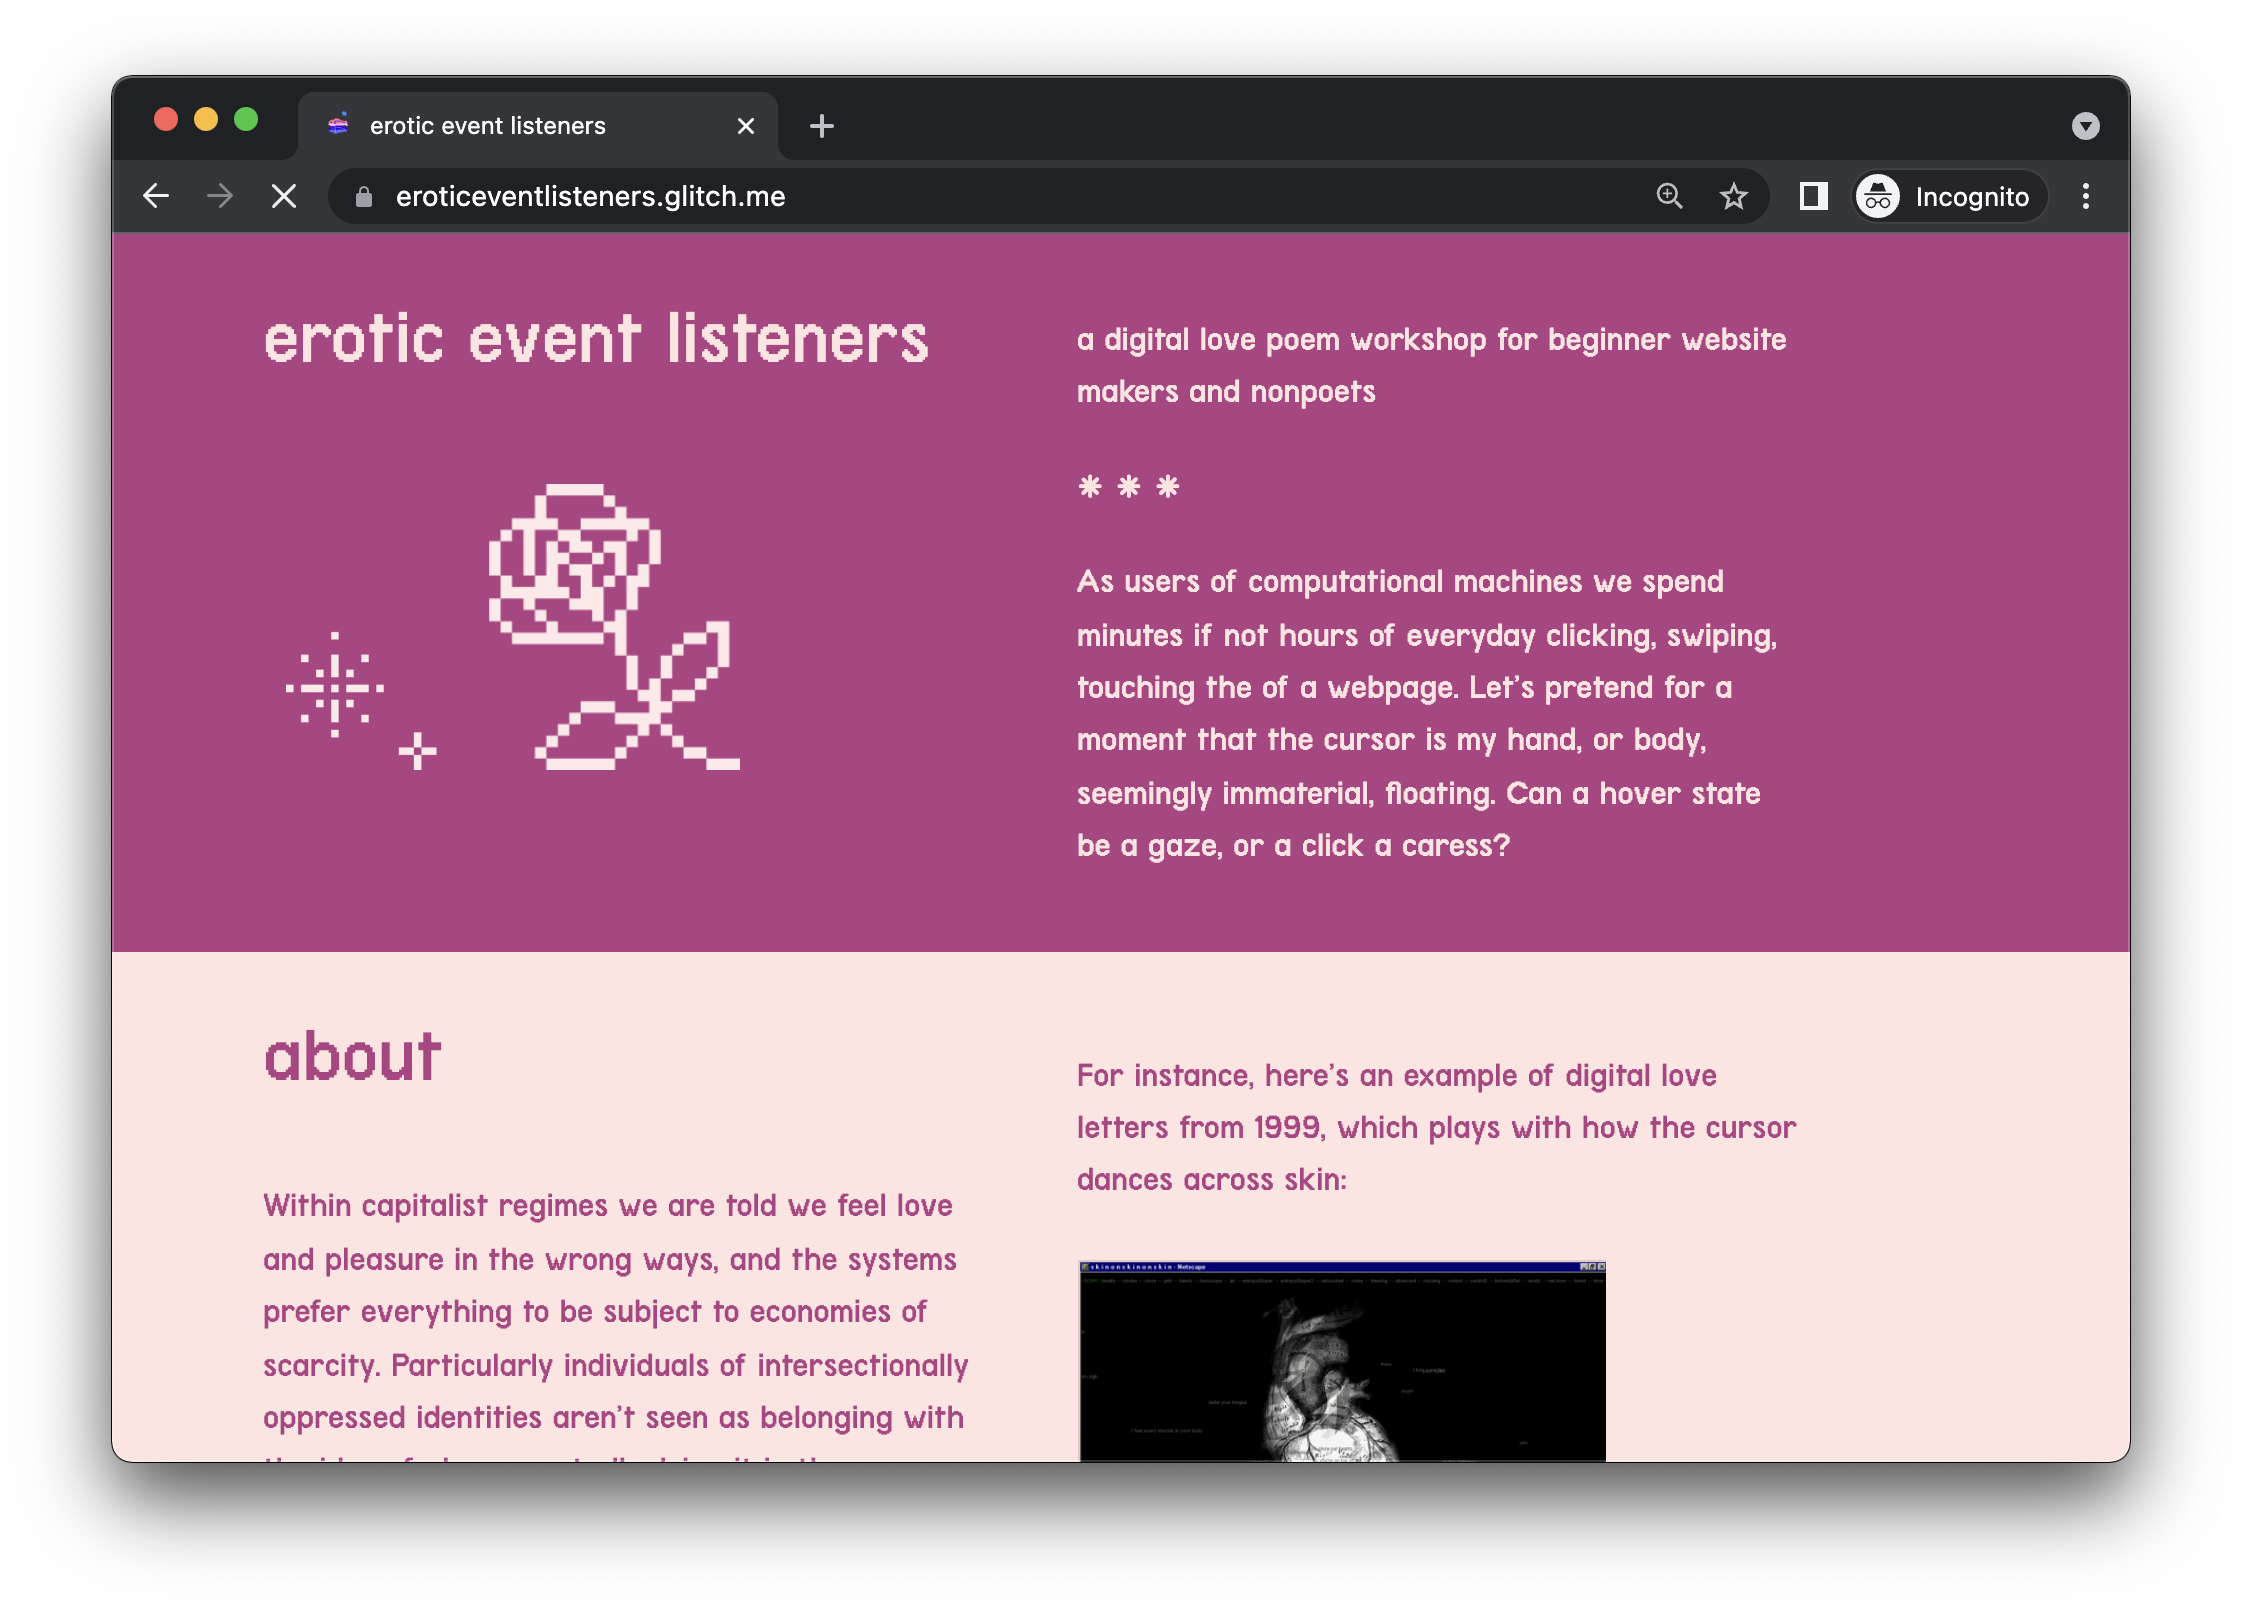 erotic event listeners
eroticeventlisteners.glitch.me
Incognito
erotic event listeners
a digital love poem workshop for beginner website
makers and nonpoets
* * *
As users of computational machines we spend
minutes if not hours of everyday clicking, swiping,
touching the of a webpage. Let's pretend for a
moment that the cursor is my hand, or body,
seemingly immaterial, floating. Can a hover state
be a gaze, or a click a caress?
about
Within capitalist regimes we are told we feel love
and pleasure in the wrong ways, and the systems
prefer everything to be subject to economies of
scarcity. Particularly individuals of intersectionally
oppressed identities aren't seen as belonging with
For instance, here's an example of digital love
letters from 1999, which plays with how the cursor
dances across skin:
s k i n o n s k i n o n s k i n - Netscape